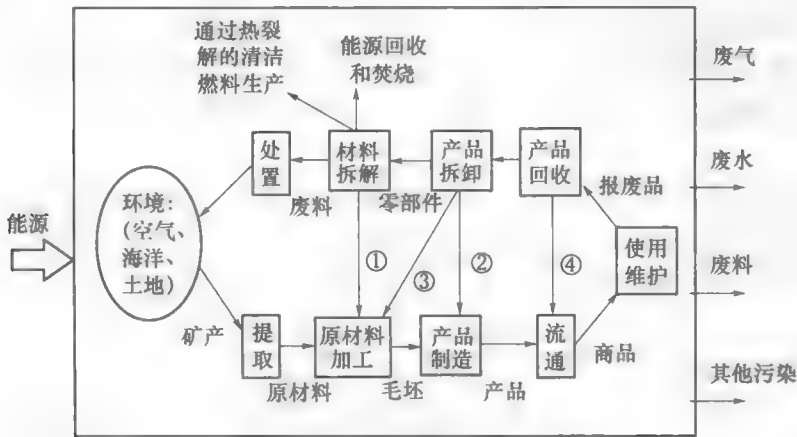 通过热裂
解的清洁
燃料生产
能源回收
和焚烧
废气
处置
材料
拆解
产品
拆卸
产品
回收
废水
废料
零部件
报废品
环境:
(空气、
海洋、
土地)
能源
①
③
②
④
使用
维护
废料
矿产
提取
原材料
加工
产品
制造
流通
商品
原材料
毛坯
产品
其他污染